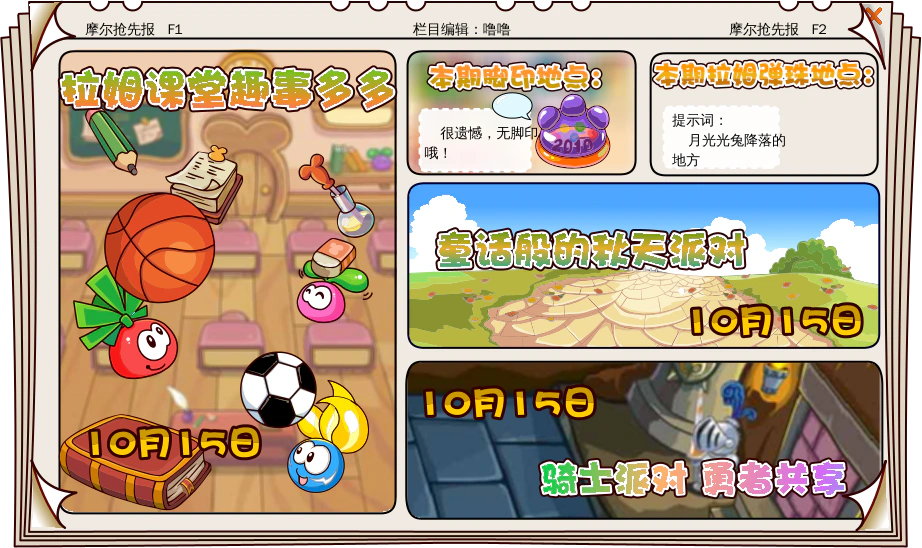 摩尔抢先报 F1
栏目编辑：噜噜
摩尔抢先报 F2
拉姆课堂趣事多多
10月15日
本期脚印地点：
很遗憾，无脚印
哦！
2010
本期拉姆弹珠地点：
提示词：
月光光兔降落的
地方
童话般的秋天派对
10月15日
10月15日
骑士派对 勇者共享